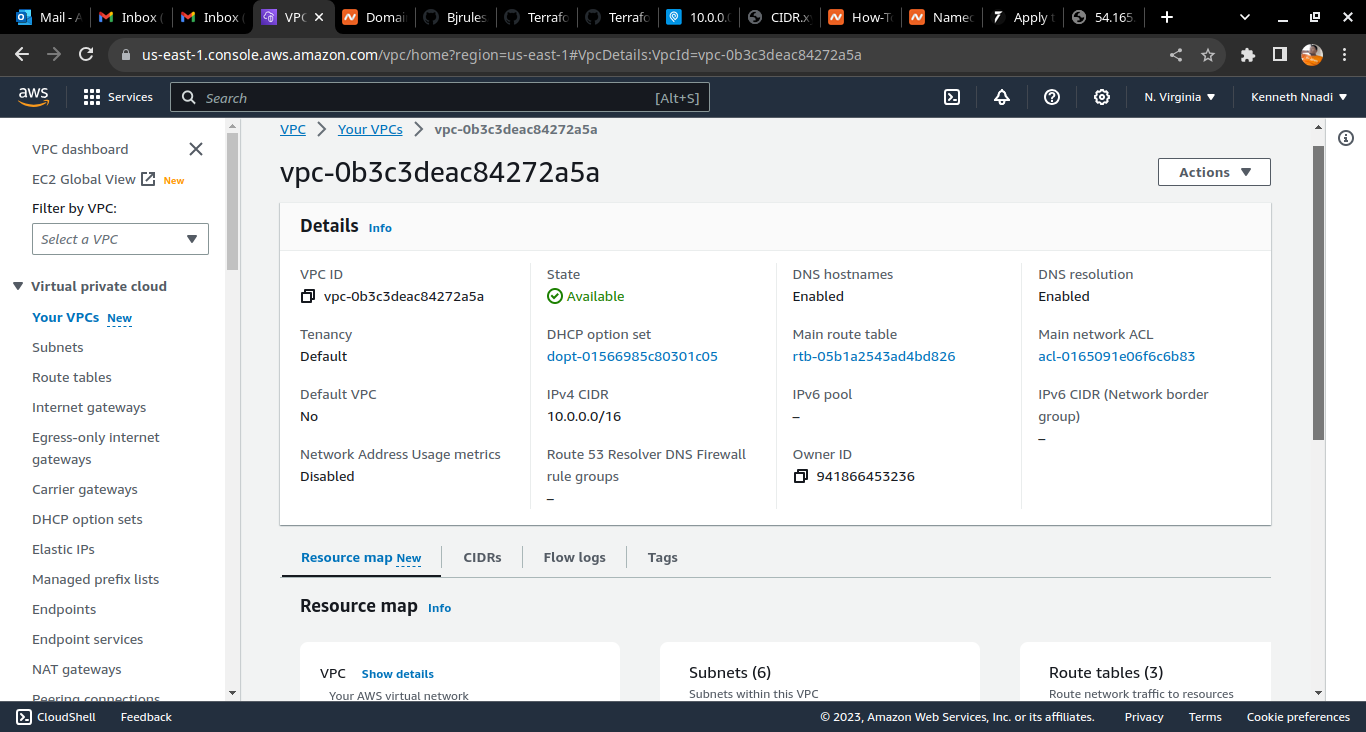 Mail - A
Inbox (
Inbox (
VPC
Domai
Bjrules
Terrafo
Terrafo
10.0.0.
CIDR.x
How-To
Namec
Apply t
54.165.
us-east-1.console.aws.amazon.com/vpc/home?region=us-east-1#VpcDetails:VpcId=vpc-0b3c3deac84272a5a
aws
Services
Search
[Alt+S]
N. Virginia
Kenneth Nnadi
VPC dashboard
EC2 Global View New
Filter by VPC:
Select a VPC
Virtual private cloud
Your VPCs New
Subnets
Route tables
Internet gateways
Egress-only internet
gateways
Carrier gateways
DHCP option sets
Elastic IPs
Managed prefix lists
Endpoints
Endpoint services
NAT gateways
Peering connections
VPC
Your VPCs
vpc-0b3c3deac84272a5a
vpc-0b3c3deac84272a5a
Actions
Details Info
VPC ID
vpc-0b3c3deac84272a5a
State
Available
DNS hostnames
Enabled
DNS resolution
Enabled
Tenancy
Default
DHCP option set
dopt-01566985c80301c05
Main route table
rtb-05b1a2543ad4bd826
Main network ACL
acl-0165091e06f6c6b83
Default VPC
No
IPv4 CIDR
10.0.0.0/16
IPv6 pool
–
IPv6 CIDR (Network border
group)
–
Network Address Usage metrics
Disabled
Route 53 Resolver DNS Firewall
rule groups
–
Owner ID
941866453236
Resource map New
CIDRs
Flow logs
Tags
Resource map Info
VPC Show details
Your AWS virtual network
Subnets (6)
Subnets within this VPC
Route tables (3)
Route network traffic to resources
CloudShell
Feedback
© 2023, Amazon Web Services, Inc. or its affiliates.
Privacy
Terms
Cookie preferences